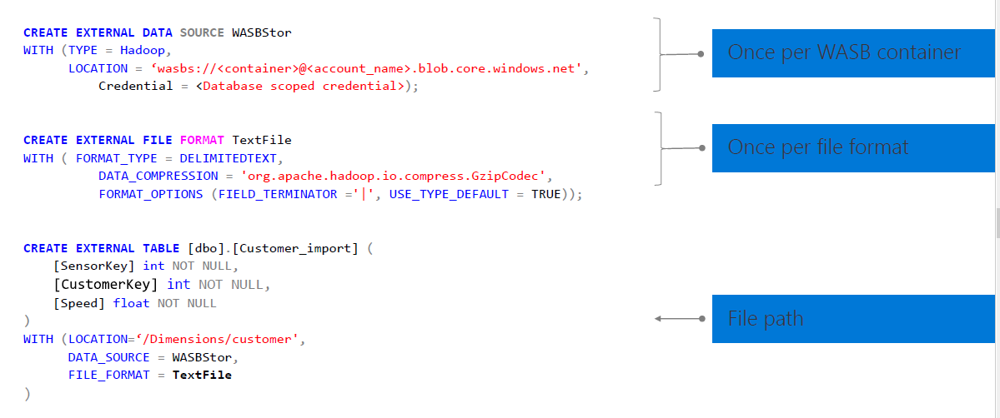 CREATE EXTERNAL DATA SOURCE WASBStor
WITH (TYPE = Hadoop,
LOCATION = ‘wasbs://<container>@<account_name>.blob.core.windows.net',
Credential = <Database scoped credential>);
Once per WASB container
CREATE EXTERNAL FILE FORMAT TextFile
WITH ( FORMAT_TYPE = DELIMITEDTEXT,
DATA_COMPRESSION = 'org.apache.hadoop.io.compress.GzipCodec',
FORMAT_OPTIONS (FIELD_TERMINATOR ='|', USE_TYPE_DEFAULT = TRUE));
Once per file format
CREATE EXTERNAL TABLE [dbo].[Customer_import] (
[SensorKey] int NOT NULL,
[CustomerKey] int NOT NULL,
[Speed] float NOT NULL
)
WITH (LOCATION=‘/Dimensions/customer',
DATA_SOURCE = WASBStor,
FILE_FORMAT = TextFile
)
File path